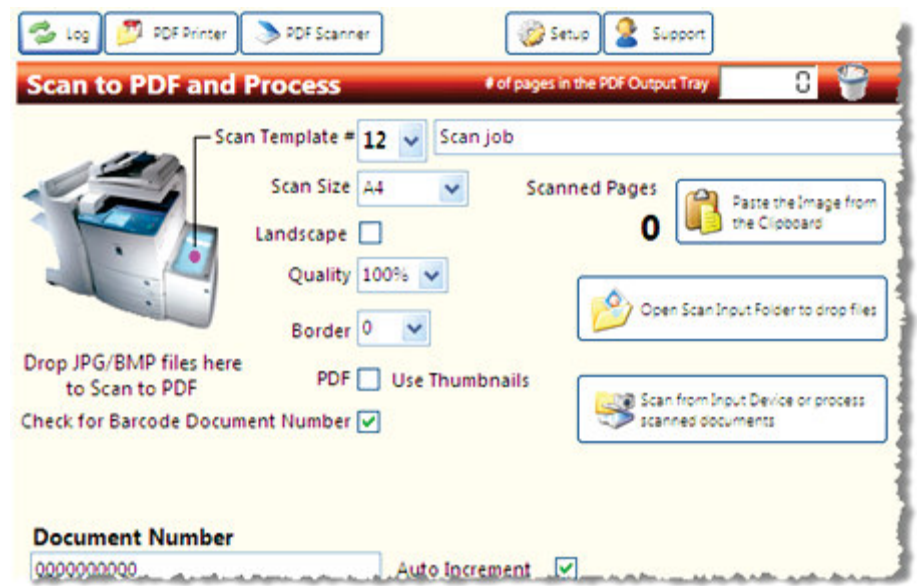 Log PDF Printer PDF Scanner Setup Support
Scan to PDF and Process # of pages in the PDF Output Tray 0
Scan Template # 12 Scan job
Scan Size A4
Scanned Pages
0
Paste the Image from
the Clipboard
Landscape
Quality 100%
Open Scan Input Folder to drop files
Border 0
Drop JPG/BMP files here
to Scan to PDF
PDF Use Thumbnails
Scan from Input Device or process
scanned documents
Check for Barcode Document Number
Document Number
0000000000 Auto Increment